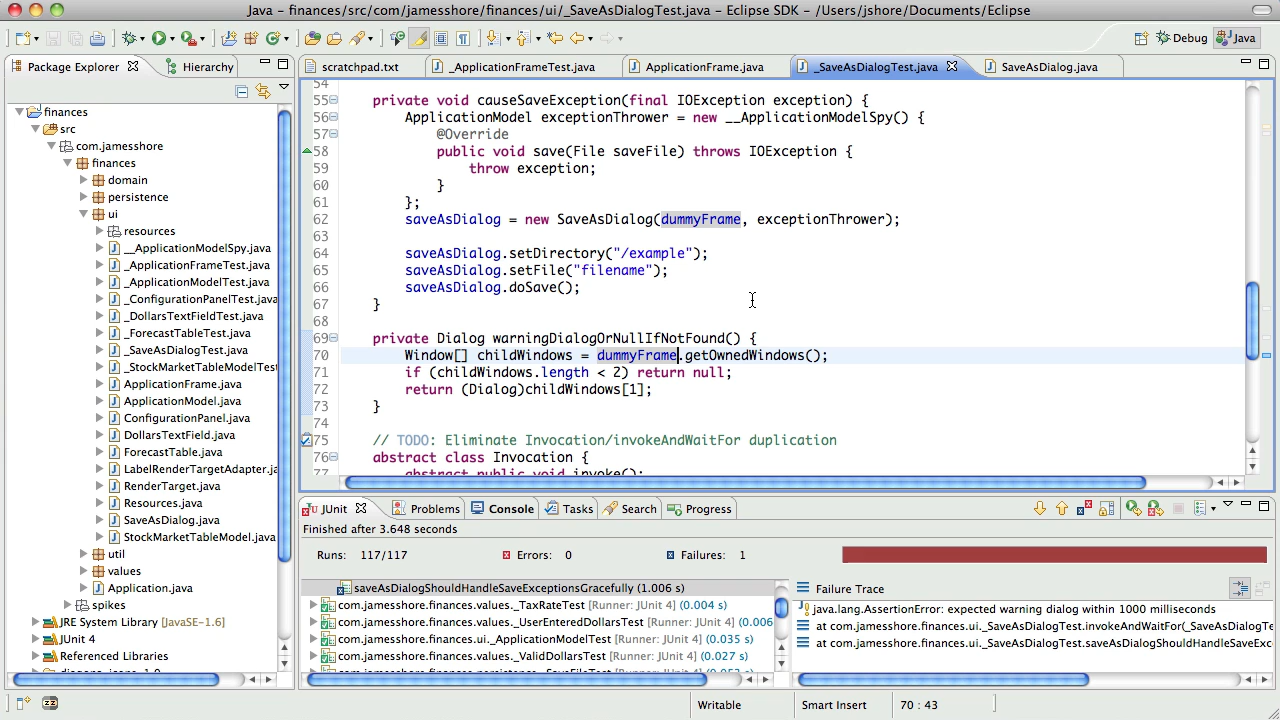 Java - finances/src/com/jamesshore/finances/ui/_SaveAsDialogTest.java - Eclipse SDK - /Users/jshore/Documents/Eclipse
Debug
Java
Package Explorer
Hierarchy
scratchpad.txt
_ApplicationFrameTest.java
ApplicationFrame.java
_SaveAsDialogTest.java
SaveAsDialog.java
finances
src
com.jamesshore
finances
domain
persistence
ui
resources
__ApplicationModelSpy.java
_ApplicationFrameTest.java
_ApplicationModelTest.java
_ConfigurationPanelTest.java
_DollarsTextFieldTest.java
_ForecastTableTest.java
_SaveAsDialogTest.java
_StockMarketTableModelTest
ApplicationFrame.java
ApplicationModel.java
ConfigurationPanel.java
DollarsTextField.java
ForecastTable.java
LabelRenderTargetAdapter.ja
RenderTarget.java
Resources.java
SaveAsDialog.java
StockMarketTableModel.java
util
values
Application.java
spikes
JRE System Library [JavaSE-1.6]
JUnit 4
Referenced Libraries
54
55 private void causeSaveException(final IOException exception) {
56 ApplicationModel exceptionThrower = new __ApplicationModelSpy() {
57 @Override
58 public void save(File saveFile) throws IOException {
59 throw exception;
60 }
61 };
62 saveAsDialog = new SaveAsDialog(dummyFrame, exceptionThrower);
63
64 saveAsDialog.setDirectory("/example");
65 saveAsDialog.setFile("filename");
66 saveAsDialog.doSave();
67 }
68
69 private Dialog warningDialogOrNullIfNotFound() {
70 Window[] childWindows = dummyFrame.getOwnedWindows();
71 if (childWindows.length < 2) return null;
72 return (Dialog)childWindows[1];
73 }
74
75 // TODO: Eliminate Invocation/invokeAndWaitFor duplication
76 abstract class Invocation {
77 abstract public void invoke();
JUnit
Problems
Console
Tasks
Search
Progress
Finished after 3.648 seconds
Runs: 117/117
Errors: 0
Failures: 1
saveAsDialogShouldHandleSaveExceptionsGracefully (1.006 s)
com.jamesshore.finances.values._TaxRateTest [Runner: JUnit 4] (0.004 s)
com.jamesshore.finances.values._UserEnteredDollarsTest [Runner: JUnit 4] (0.006
com.jamesshore.finances.ui._ApplicationModelTest [Runner: JUnit 4] (0.035 s)
com.jamesshore.finances.values._ValidDollarsTest [Runner: JUnit 4] (0.027 s)
Failure Trace
java.lang.AssertionError: expected warning dialog within 1000 milliseconds
at com.jamesshore.finances.ui._SaveAsDialogTest.invokeAndWaitFor(_SaveAsDialogTe
at com.jamesshore.finances.ui._SaveAsDialogTest.saveAsDialogShouldHandleSaveExce
Writable
Smart Insert
70 : 43